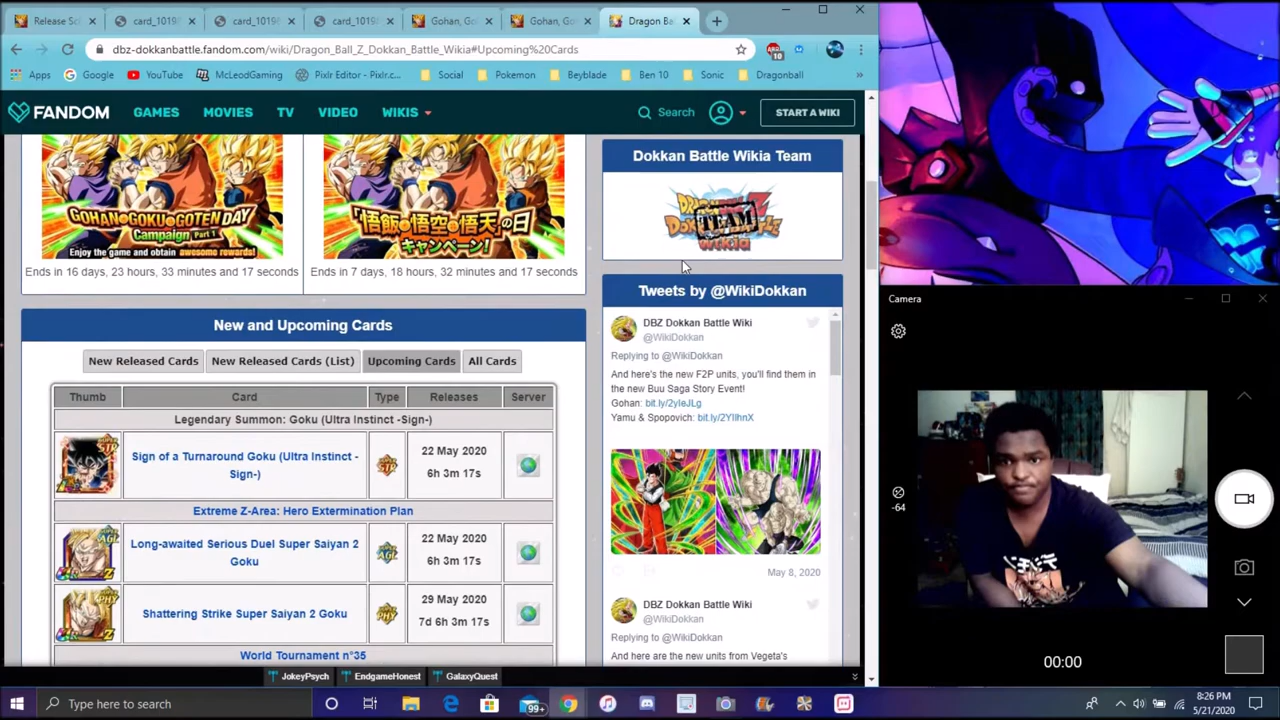 Release Sc
card_1019
card_1019
card_1019
Gohan, Go
Gohan, Go
Dragon Ba
dbz-dokkanbattle.fandom.com/wiki/Dragon_Ball_Z_Dokkan_Battle_Wikia#Upcoming%20Cards
10
Apps
Google
YouTube
McLeodGaming
Pixlr Editor - Pixlr.c...
Social
Pokemon
Beyblade
Ben 10
Sonic
Dragonball
»
FANDOM
GAMES
MOVIES
TV
VIDEO
WIKIS
Search
START A WIKI
GOHAN GOKU GOTEN DAY
Campaign Part 1
Enjoy the game and obtain awesome rewards!
「悟飯・悟空・悟天」の日
キャンペーン!
Ends in 16 days, 23 hours, 33 minutes and 17 seconds
Ends in 7 days, 18 hours, 32 minutes and 17 seconds
New and Upcoming Cards
New Released Cards
New Released Cards (List)
Upcoming Cards
All Cards
Thumb
Card
Type
Releases
Server
Legendary Summon: Goku (Ultra Instinct -Sign-)
Sign of a Turnaround Goku (Ultra Instinct -
Sign-)
22 May 2020
6h 3m 17s
Extreme Z-Area: Hero Extermination Plan
Long-awaited Serious Duel Super Saiyan 2
Goku
22 May 2020
6h 3m 17s
Shattering Strike Super Saiyan 2 Goku
29 May 2020
7d 6h 3m 17s
World Tournament n°35
Dokkan Battle Wikia Team
DRAGON BALL Z
DOKKAN BATTLE
TEAM
Wikia
Tweets by @WikiDokkan
DBZ Dokkan Battle Wiki
@WikiDokkan
Replying to @WikiDokkan
And here's the new F2P units, you'll find them in
the new Buu Saga Story Event!
Gohan: bit.ly/2yIeJLg
Yamu & Spopovich: bit.ly/2YIlhnX
May 8, 2020
DBZ Dokkan Battle Wiki
@WikiDokkan
Replying to @WikiDokkan
And here are the new units from Vegeta's
JokeyPsych
EndgameHonest
GalaxyQuest
Camera
-64
00:00
Type here to search
99+
8:26 PM
5/21/2020